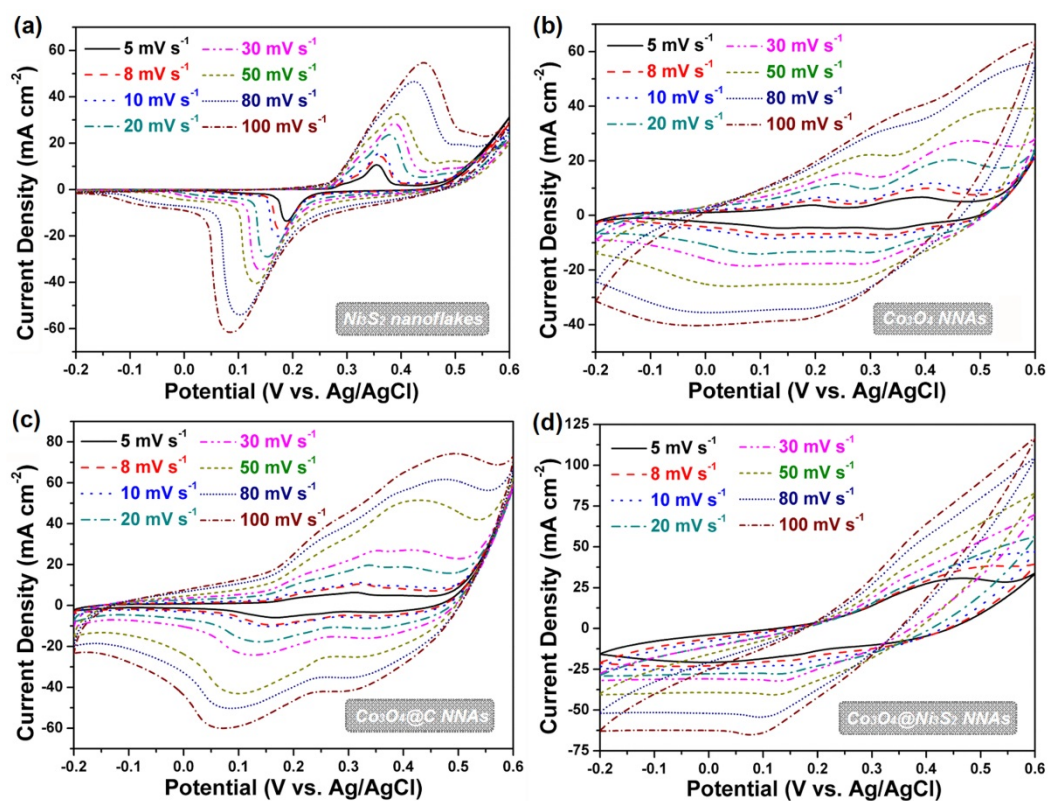 (a)
Current Density (mA cm⁻²)
60
40
20
0
-20
-40
-60
5 mV s⁻¹
8 mV s⁻¹
10 mV s⁻¹
20 mV s⁻¹
30 mV s⁻¹
50 mV s⁻¹
80 mV s⁻¹
100 mV s⁻¹
Ni₃S₂ nanoflakes
-0.2 -0.1 0.0 0.1 0.2 0.3 0.4 0.5 0.6
Potential (V vs. Ag/AgCl)
(b)
Current Density (mA cm⁻²)
60
40
20
0
-20
-40
5 mV s⁻¹
8 mV s⁻¹
10 mV s⁻¹
20 mV s⁻¹
30 mV s⁻¹
50 mV s⁻¹
80 mV s⁻¹
100 mV s⁻¹
Co₃O₄ NNAs
-0.2 -0.1 0.0 0.1 0.2 0.3 0.4 0.5 0.6
Potential (V vs. Ag/AgCl)
(c)
Current Density (mA cm⁻²)
80
60
40
20
0
-20
-40
-60
5 mV s⁻¹
8 mV s⁻¹
10 mV s⁻¹
20 mV s⁻¹
30 mV s⁻¹
50 mV s⁻¹
80 mV s⁻¹
100 mV s⁻¹
Co₃O₄@C NNAs
-0.2 -0.1 0.0 0.1 0.2 0.3 0.4 0.5 0.6
Potential (V vs. Ag/AgCl)
(d)
Current Density (mA cm⁻²)
125
100
75
50
25
0
-25
-50
-75
5 mV s⁻¹
8 mV s⁻¹
10 mV s⁻¹
20 mV s⁻¹
30 mV s⁻¹
50 mV s⁻¹
80 mV s⁻¹
100 mV s⁻¹
Co₃O₄@Ni₃S₂ NNAs
-0.2 -0.1 0.0 0.1 0.2 0.3 0.4 0.5 0.6
Potential (V vs. Ag/AgCl)